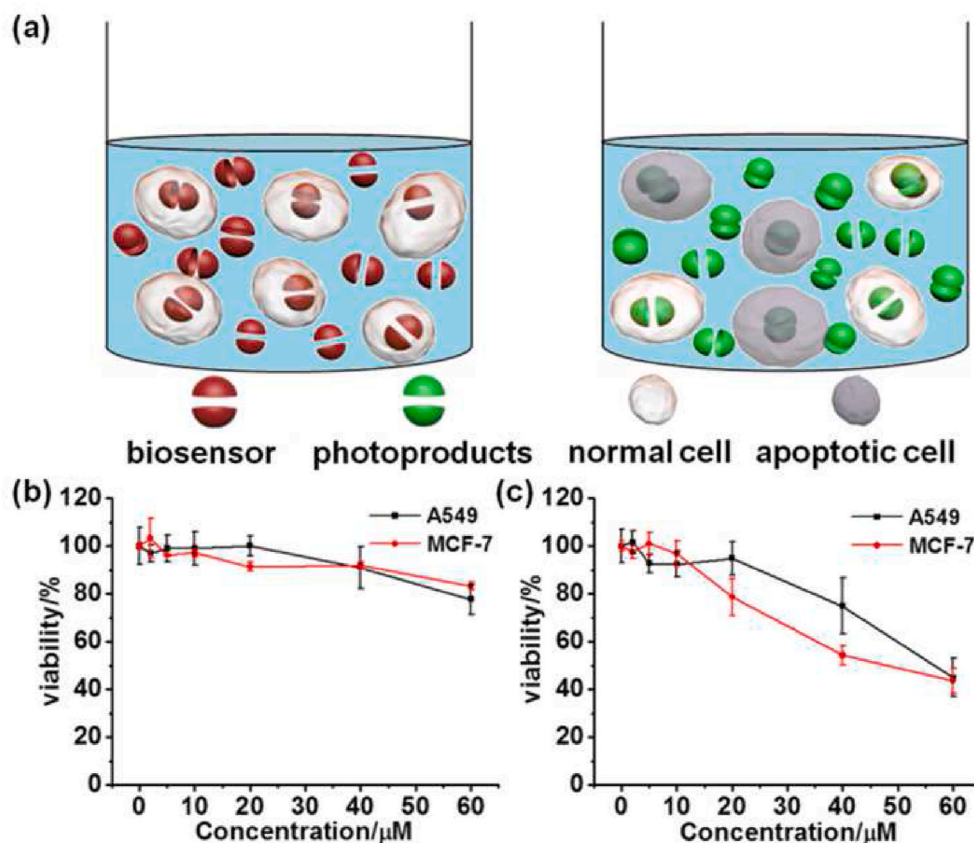 (a)
biosensor photoproducts normal cell apoptotic cell
(b)
120
100
80
60
40
20
0
viability/%
A549
MCF-7
0 10 20 30 40 50 60
Concentration/μM
(c)
120
100
80
60
40
20
0
viability/%
A549
MCF-7
0 10 20 30 40 50 60
Concentration/μM